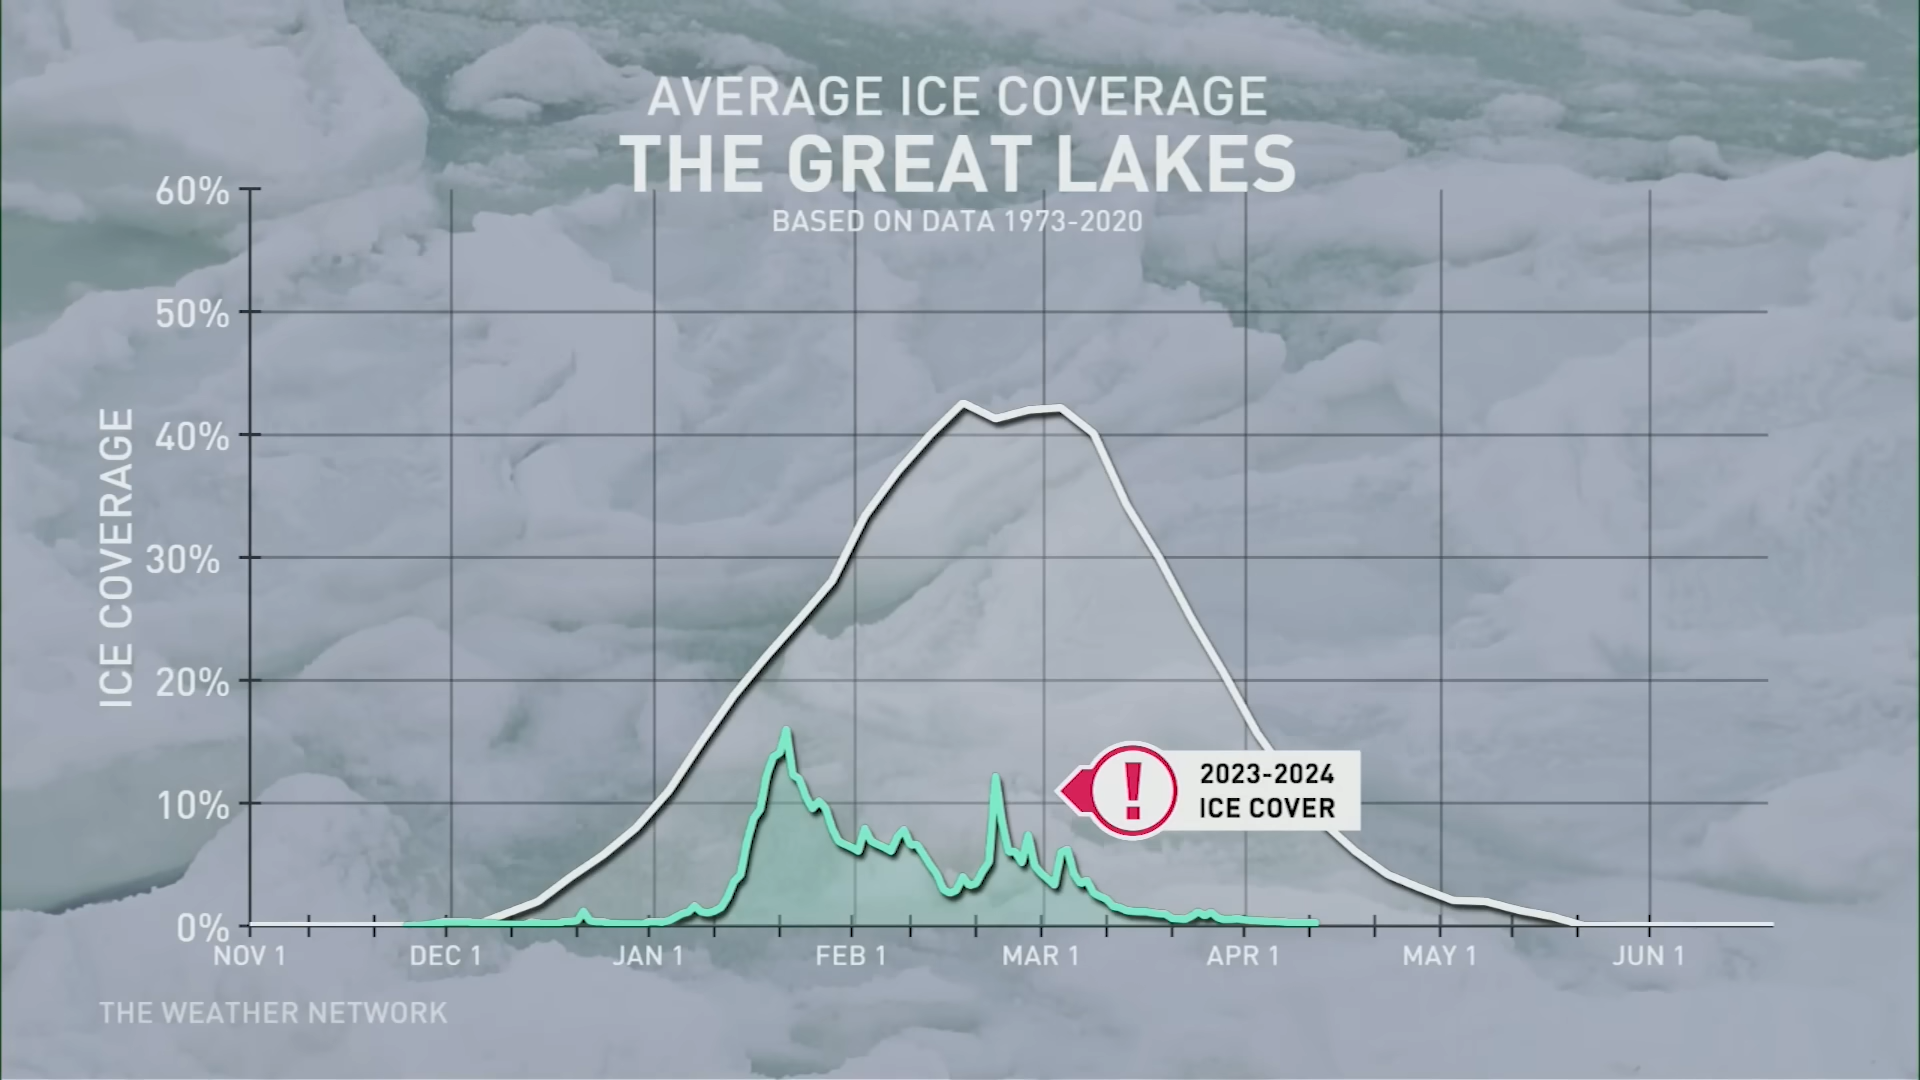 AVERAGE ICE COVERAGE
THE GREAT LAKES
BASED ON DATA 1973-2020
60%
50%
40%
30%
20%
10%
0%
ICE COVERAGE
2023-2024
ICE COVER
NOV 1
DEC 1
JAN 1
FEB 1
MAR 1
APR 1
MAY 1
JUN 1
THE WEATHER NETWORK